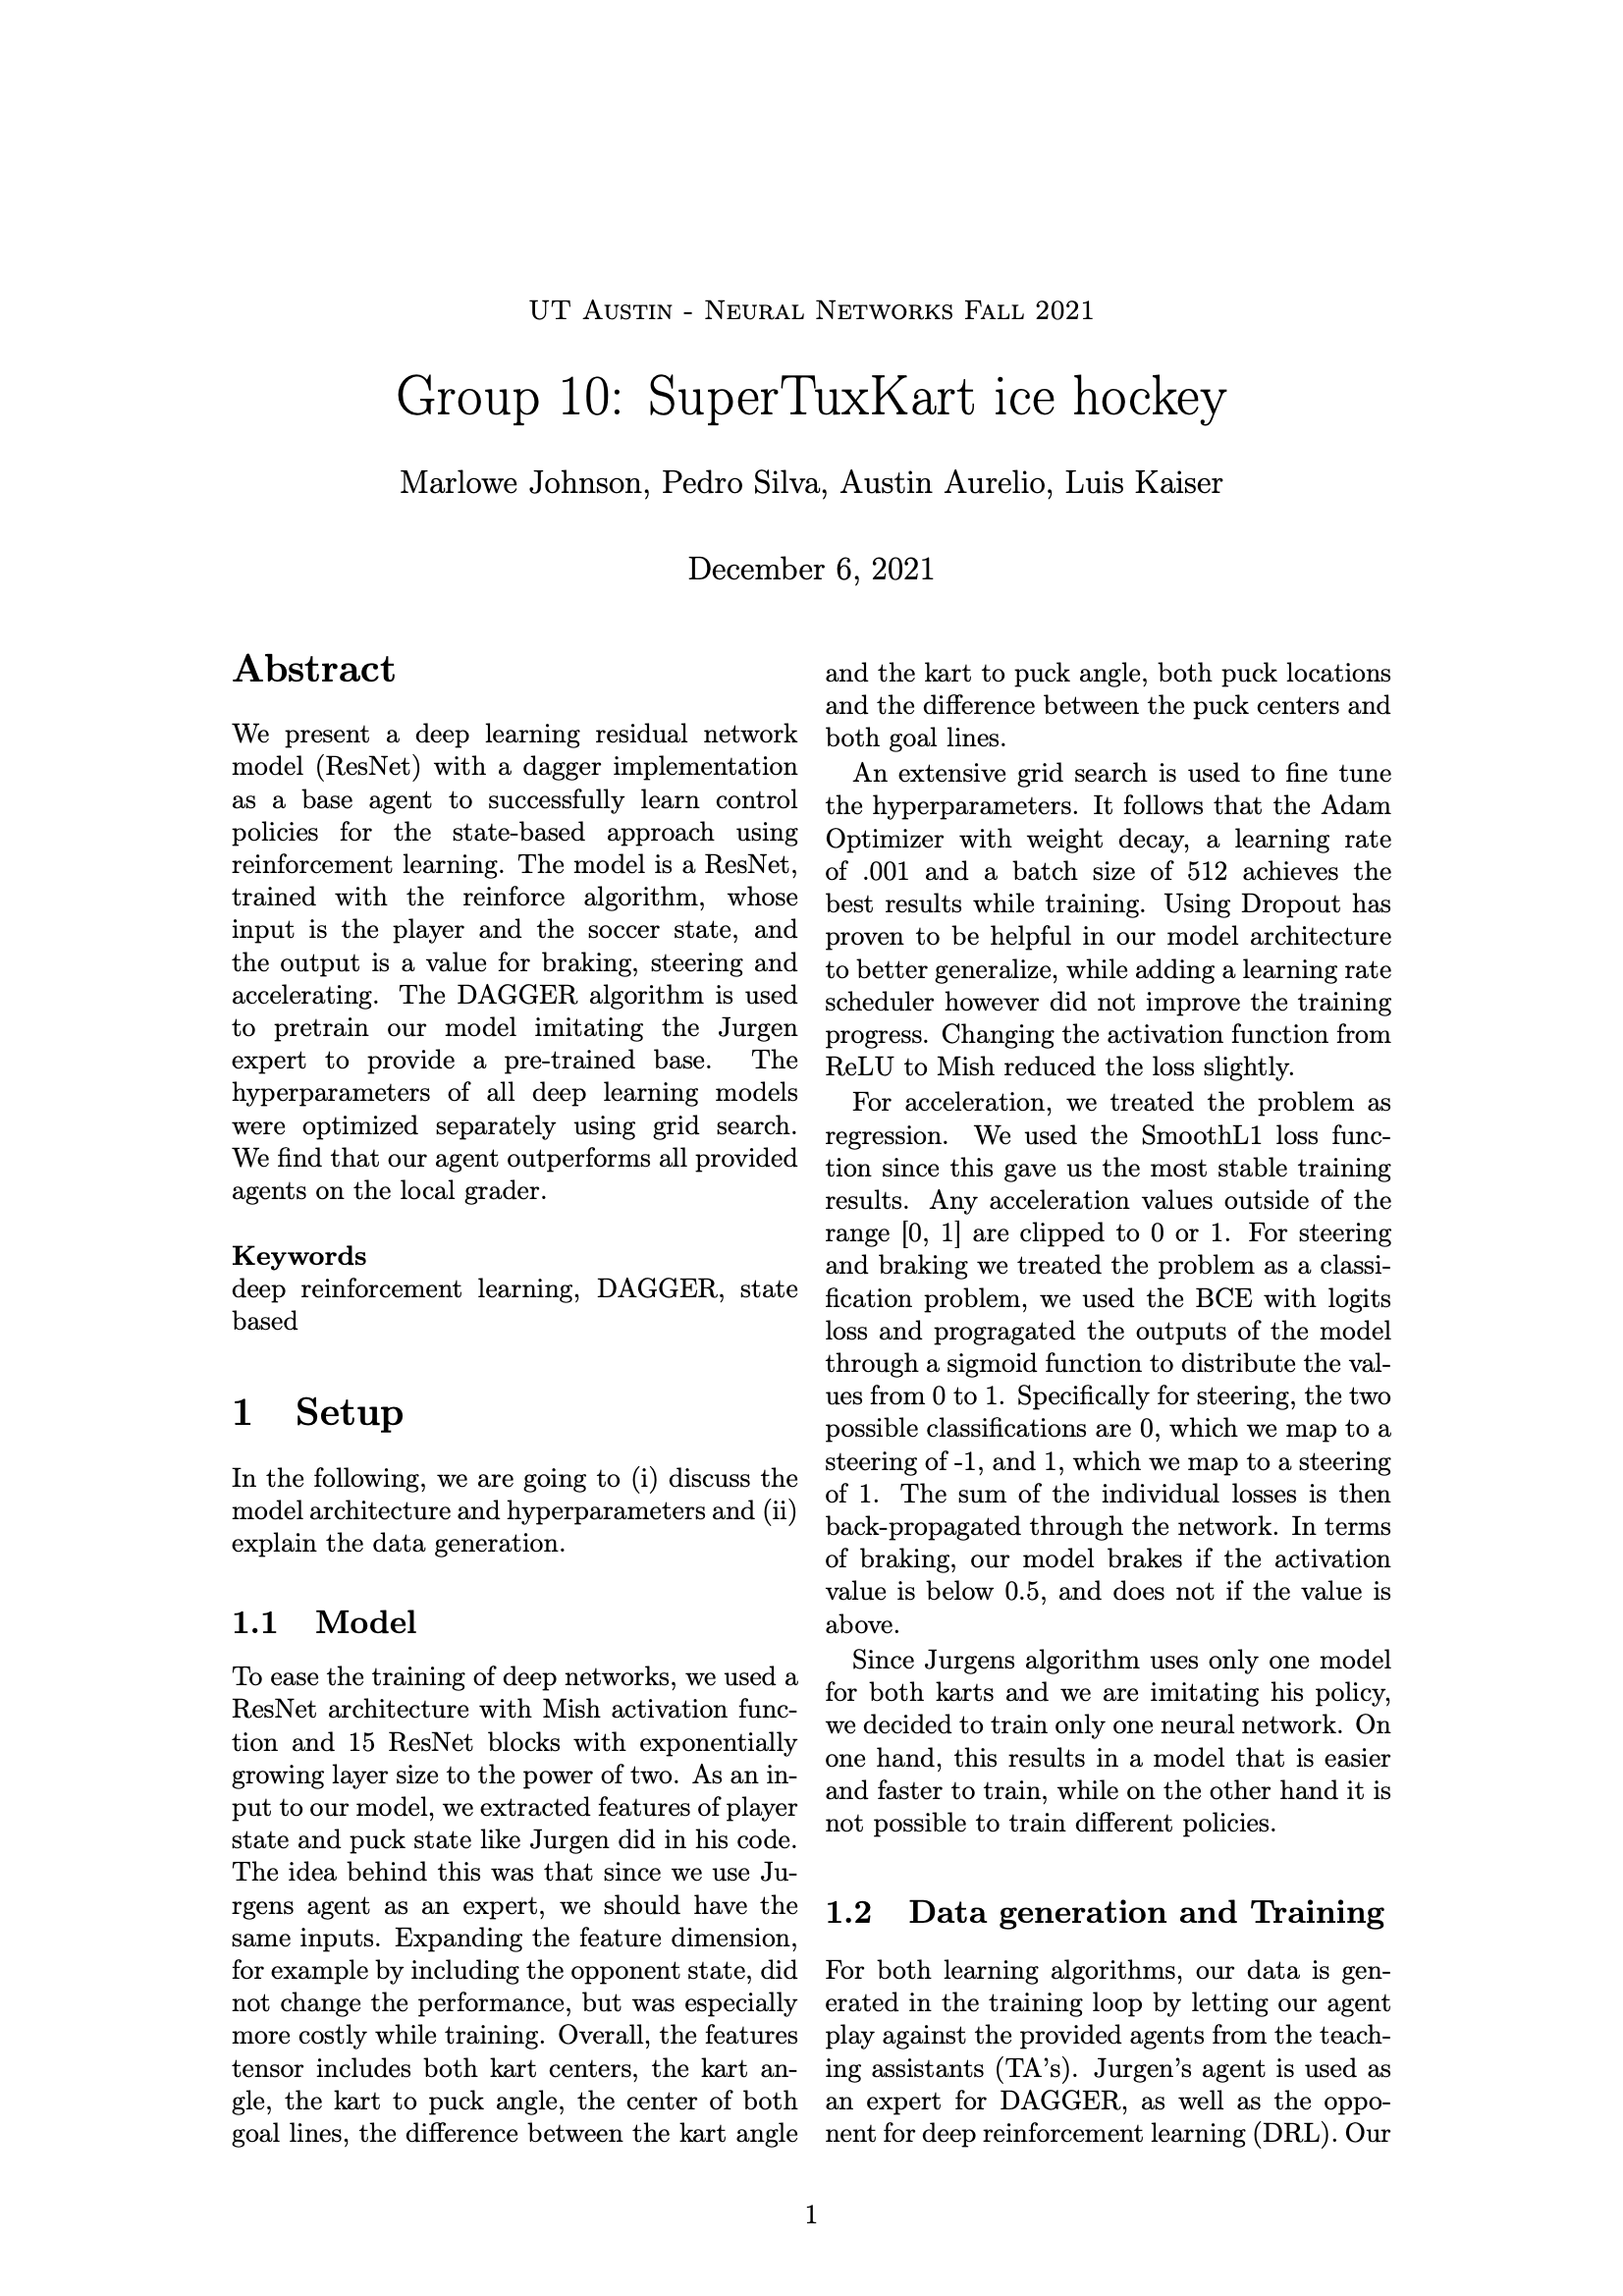 UT Austin - Neural Networks Fall 2021
Group 10: SuperTuxKart ice hockey
Marlowe Johnson, Pedro Silva, Austin Aurelio, Luis Kaiser
December 6, 2021
Abstract
We present a deep learning residual network
model (ResNet) with a dagger implementation
as a base agent to successfully learn control
policies for the state-based approach using
reinforcement learning. The model is a ResNet,
trained with the reinforce algorithm, whose
input is the player and the soccer state, and
the output is a value for braking, steering and
accelerating. The DAGGER algorithm is used
to pretrain our model imitating the Jurgen
expert to provide a pre-trained base. The
hyperparameters of all deep learning models
were optimized separately using grid search.
We find that our agent outperforms all provided
agents on the local grader.
Keywords
deep reinforcement learning, DAGGER, state
based
1 Setup
In the following, we are going to (i) discuss the
model architecture and hyperparameters and (ii)
explain the data generation.
1.1 Model
To ease the training of deep networks, we used a
ResNet architecture with Mish activation func-
tion and 15 ResNet blocks with exponentially
growing layer size to the power of two. As an in-
put to our model, we extracted features of player
state and puck state like Jurgen did in his code.
The idea behind this was that since we use Ju-
rgens agent as an expert, we should have the
same inputs. Expanding the feature dimension,
for example by including the opponent state, did
not change the performance, but was especially
more costly while training. Overall, the features
tensor includes both kart centers, the kart an-
gle, the kart to puck angle, the center of both
goal lines, the difference between the kart angle
and the kart to puck angle, both puck locations
and the difference between the puck centers and
both goal lines.
An extensive grid search is used to fine tune
the hyperparameters. It follows that the Adam
Optimizer with weight decay, a learning rate
of .001 and a batch size of 512 achieves the
best results while training. Using Dropout has
proven to be helpful in our model architecture
to better generalize, while adding a learning rate
scheduler however did not improve the training
progress. Changing the activation function from
ReLU to Mish reduced the loss slightly.
For acceleration, we treated the problem as
regression. We used the SmoothL1 loss func-
tion since this gave us the most stable training
results. Any acceleration values outside of the
range [0, 1] are clipped to 0 or 1. For steering
and braking we treated the problem as a classi-
fication problem, we used the BCE with logits
loss and progragated the outputs of the model
through a sigmoid function to distribute the val-
ues from 0 to 1. Specifically for steering, the two
possible classifications are 0, which we map to a
steering of -1, and 1, which we map to a steering
of 1. The sum of the individual losses is then
back-propagated through the network. In terms
of braking, our model brakes if the activation
value is below 0.5, and does not if the value is
above.
Since Jurgens algorithm uses only one model
for both karts and we are imitating his policy,
we decided to train only one neural network. On
one hand, this results in a model that is easier
and faster to train, while on the other hand it is
not possible to train different policies.
1.2 Data generation and Training
For both learning algorithms, our data is gen-
erated in the training loop by letting our agent
play against the provided agents from the teach-
ing assistants (TA's). Jurgen's agent is used as
an expert for DAGGER, as well as the oppo-
nent for deep reinforcement learning (DRL). Our
1